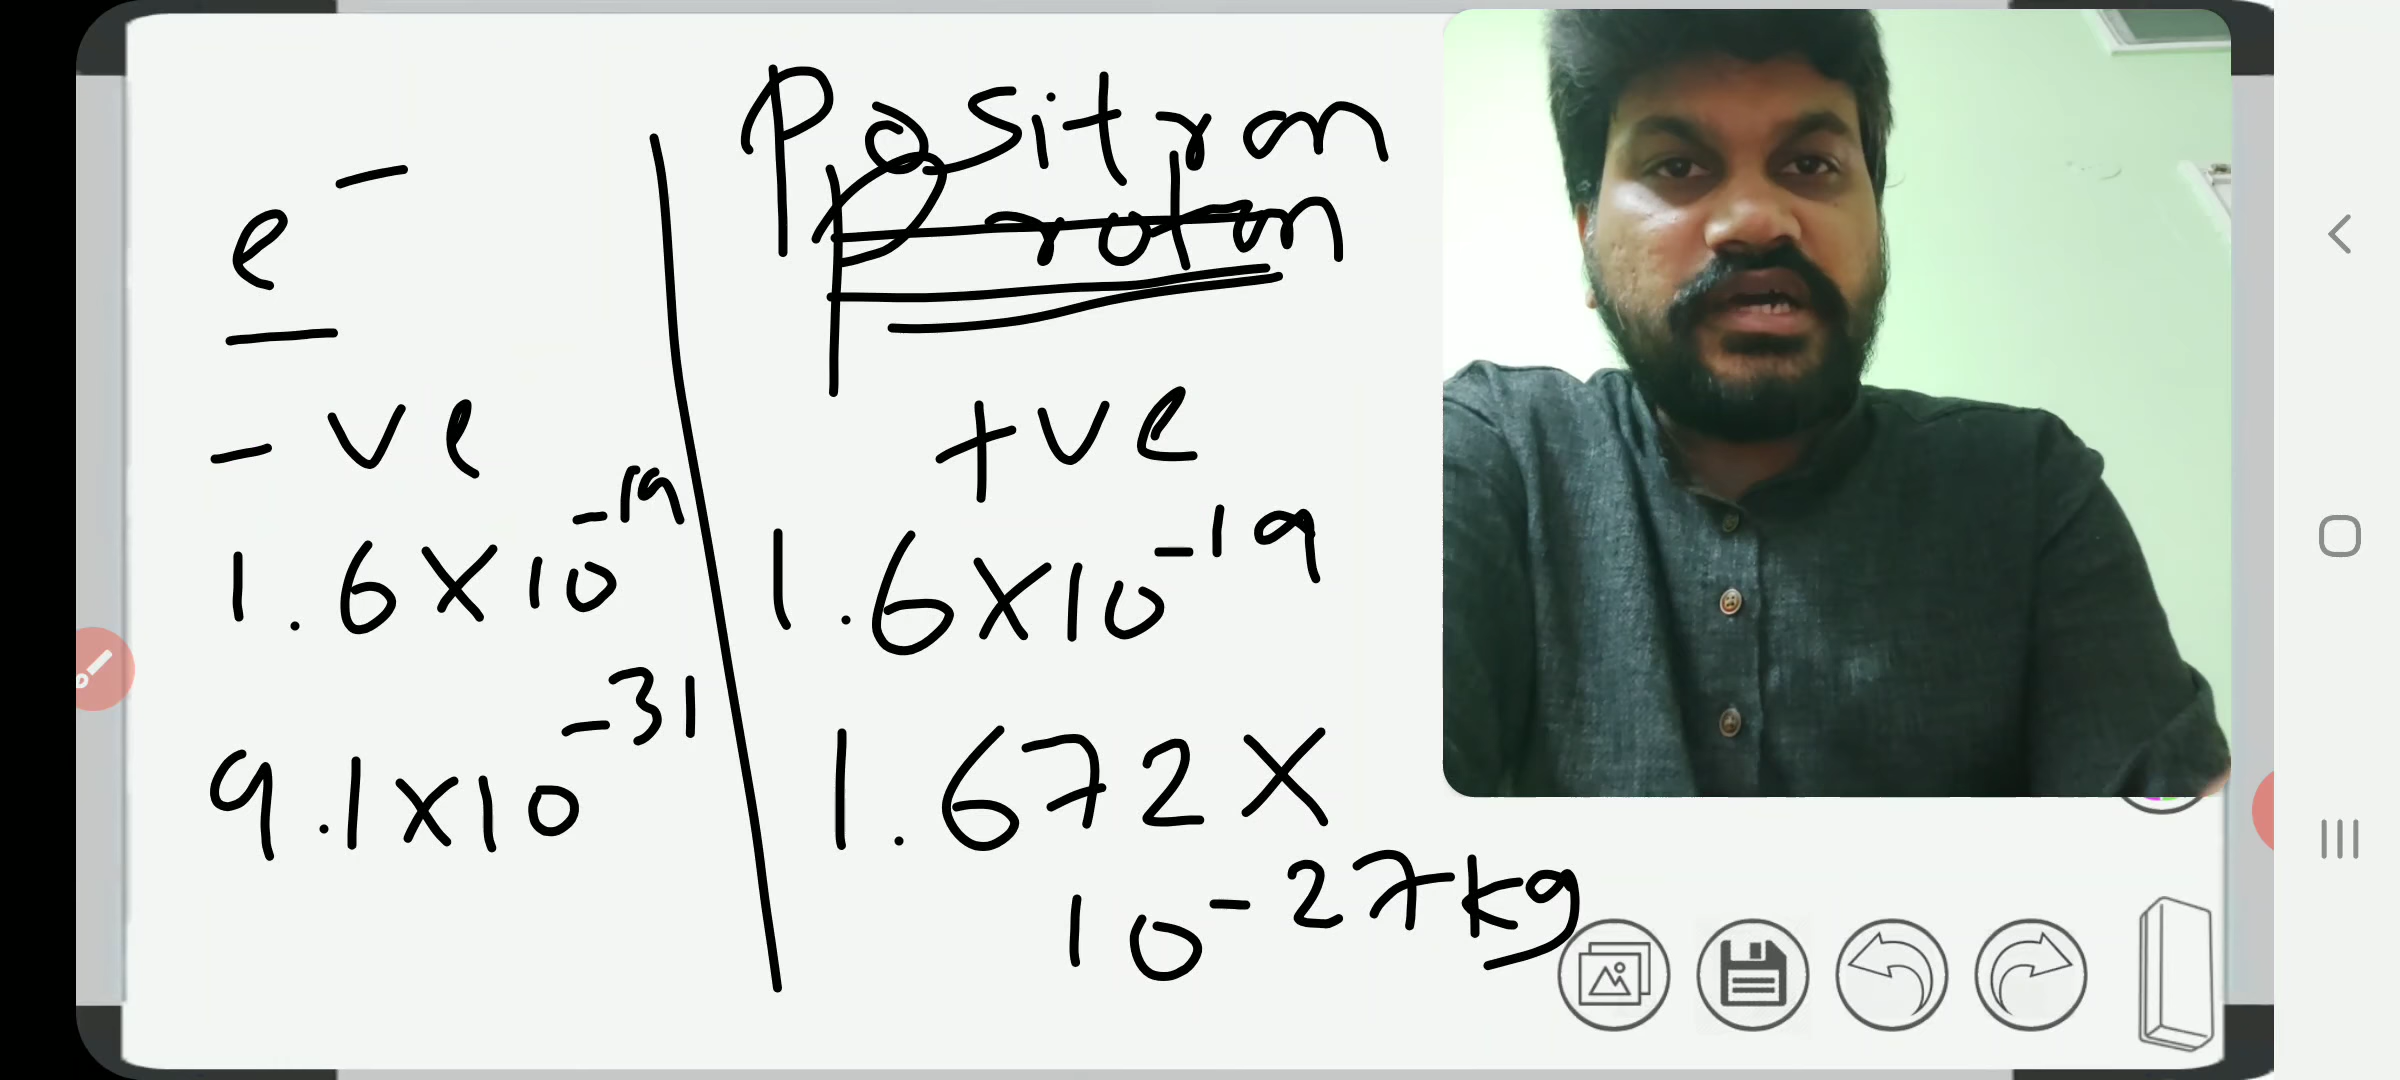 e⁻
-ve
1.6×10⁻¹⁹
9.1×10⁻³¹
Positron
Proton
+ve
1.6×10⁻¹⁹
1.672×
10⁻²⁷kg